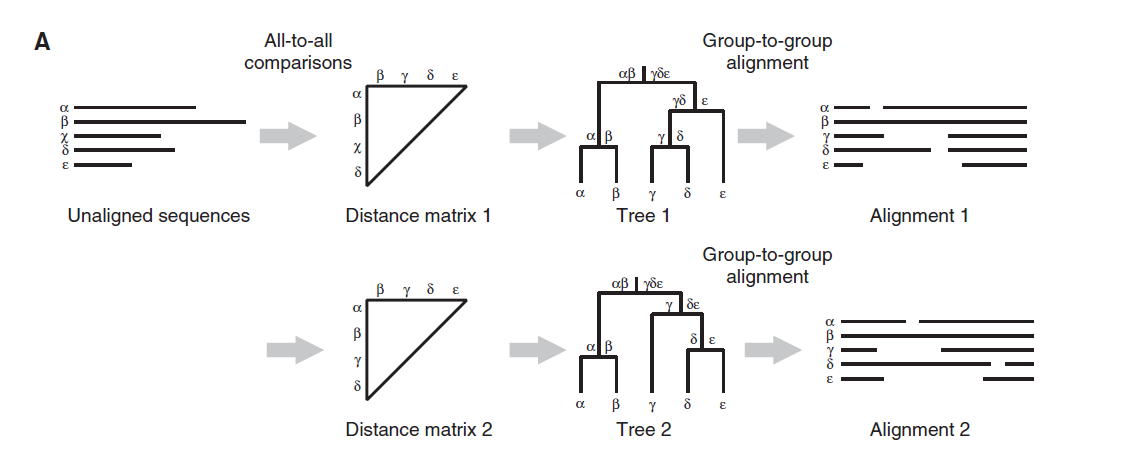 A
All-to-all
comparisons
Group-to-group
alignment
β γ δ ε
αβ γδε
α
β
χ
δ
ε
α
β
χ
δ
γδ ε
α β
γ δ
α β γ δ ε
α
β
γ
δ
ε
Unaligned sequences
Distance matrix 1
Tree 1
Alignment 1
Group-to-group
alignment
β γ δ ε
αβ γδε
α
β
γ
δ
γ δε
α β
δ ε
α β γ δ ε
α
β
γ
δ
ε
Distance matrix 2
Tree 2
Alignment 2